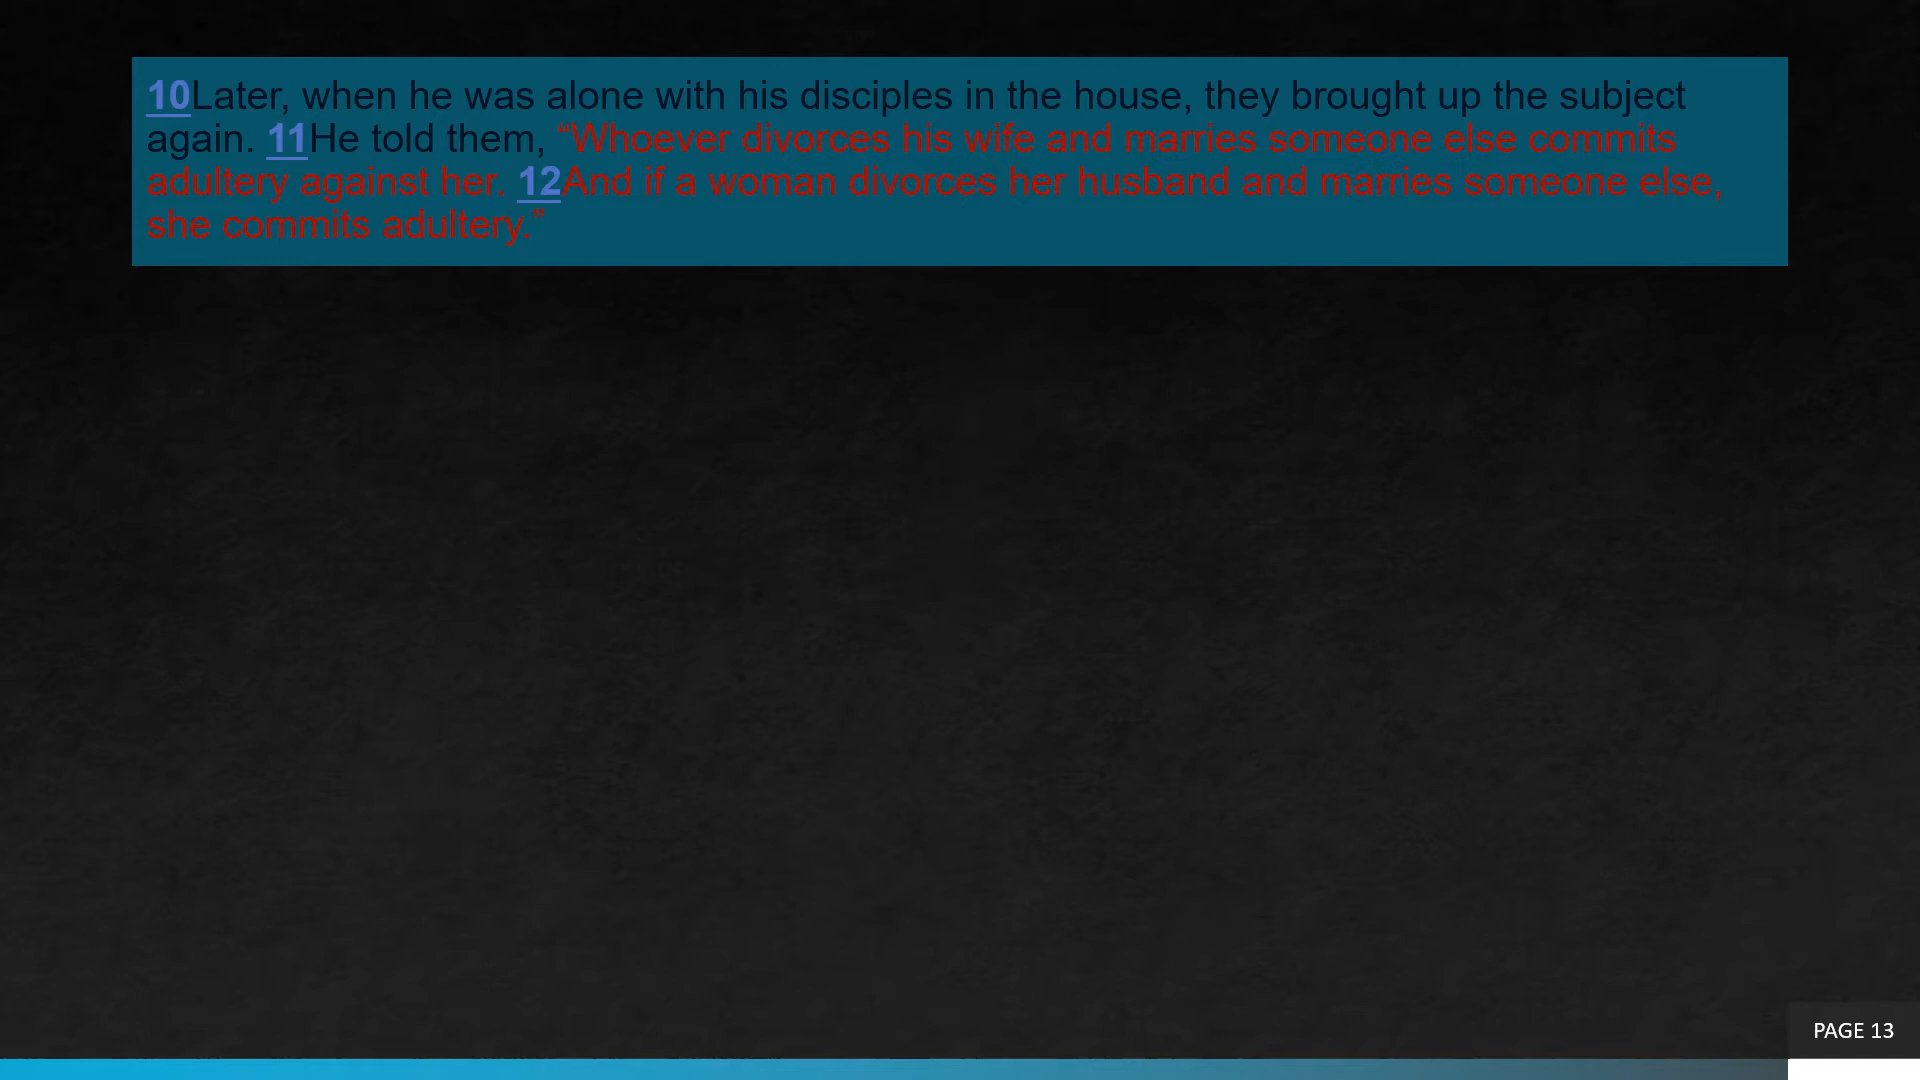 10Later, when he was alone with his disciples in the house, they brought up the subject
again. 11He told them, “Whoever divorces his wife and marries someone else commits
adultery against her. 12And if a woman divorces her husband and marries someone else,
she commits adultery.”
PAGE 13